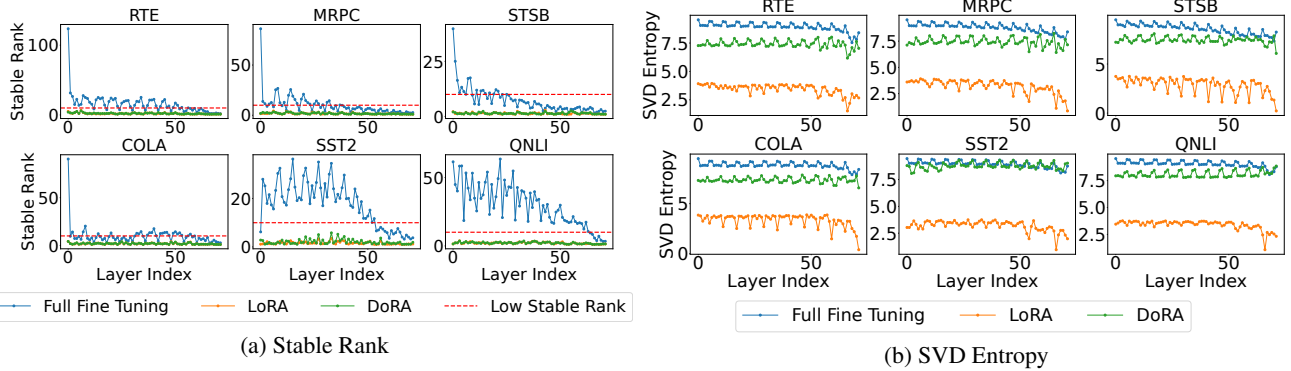 RTE MRPC STSB
Stable Rank
100
50
0
50
0
25
0
0 50 0 50 0 50
COLA SST2 QNLI
Stable Rank
50
0
20
0
50
0
0 50 0 50 0 50
Layer Index Layer Index Layer Index
Full Fine Tuning LoRA DoRA Low Stable Rank
(a) Stable Rank
RTE MRPC STSB
SVD Entropy
7.5
5.0
2.5
7.5
5.0
2.5
5
0
0 50 0 50 0 50
COLA SST2 QNLI
SVD Entropy
5
0
7.5
5.0
2.5
7.5
5.0
2.5
0 50 0 50 0 50
Layer Index Layer Index Layer Index
Full Fine Tuning LoRA DoRA
(b) SVD Entropy